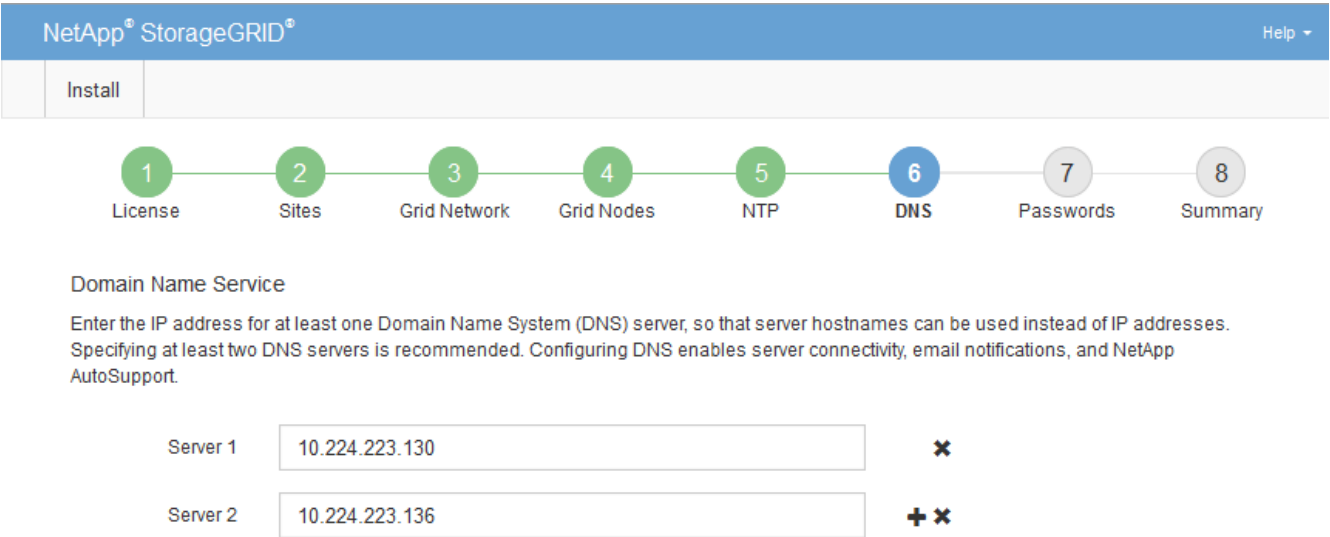 NetApp® StorageGRID®
Help
Install
1 2 3 4 5 6 7 8
License Sites Grid Network Grid Nodes NTP DNS Passwords Summary
Domain Name Service
Enter the IP address for at least one Domain Name System (DNS) server, so that server hostnames can be used instead of IP addresses.
Specifying at least two DNS servers is recommended. Configuring DNS enables server connectivity, email notifications, and NetApp
AutoSupport.
Server 1 10.224.223.130
Server 2 10.224.223.136